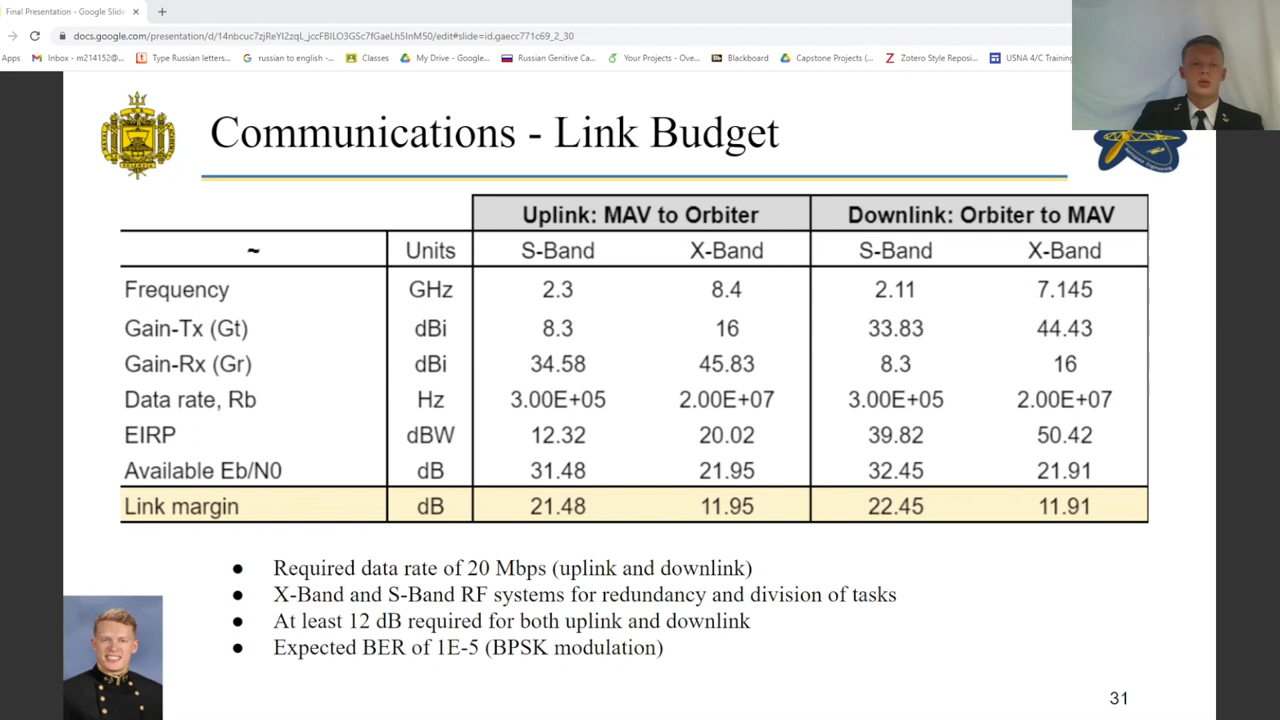 Final Presentation - Google Slide
docs.google.com/presentation/d/14nbcuc7zjReYI2zqL_jccFBILO3GSc7fGaeLh5InM50/edit#slide=id.gaecc771c69_2_30
Apps Inbox - m214152@... Type Russian letters... russian to english -... Classes My Drive - Google... Russian Genitive Ca... Your Projects - Ove... Blackboard Capstone Projects (... Zotero Style Reposi... USNA 4/C Training
Communications - Link Budget
Uplink: MAV to Orbiter Downlink: Orbiter to MAV
~ Units S-Band X-Band S-Band X-Band
Frequency GHz 2.3 8.4 2.11 7.145
Gain-Tx (Gt) dBi 8.3 16 33.83 44.43
Gain-Rx (Gr) dBi 34.58 45.83 8.3 16
Data rate, Rb Hz 3.00E+05 2.00E+07 3.00E+05 2.00E+07
EIRP dBW 12.32 20.02 39.82 50.42
Available Eb/N0 dB 31.48 21.95 32.45 21.91
Link margin dB 21.48 11.95 22.45 11.91
● Required data rate of 20 Mbps (uplink and downlink)
● X-Band and S-Band RF systems for redundancy and division of tasks
● At least 12 dB required for both uplink and downlink
● Expected BER of 1E-5 (BPSK modulation)
31